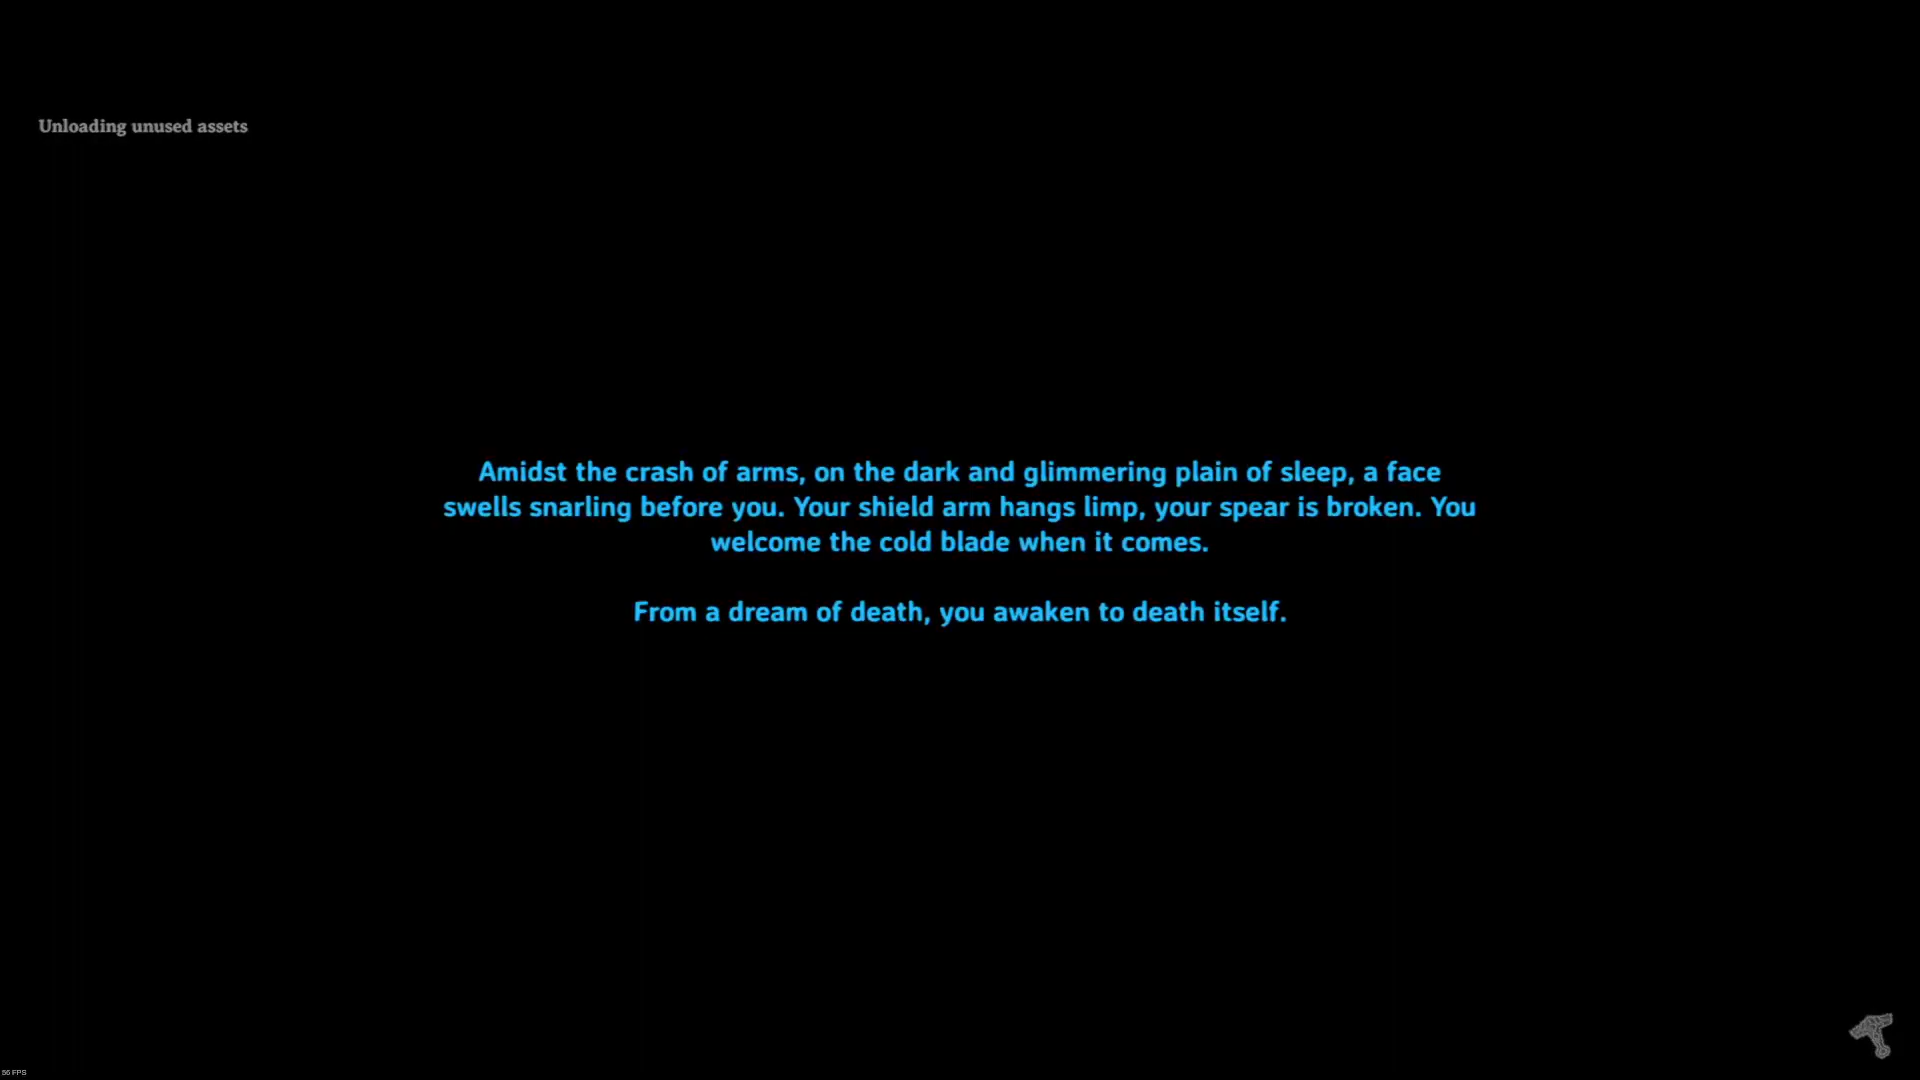 Unloading unused assets
Amidst the crash of arms, on the dark and glimmering plain of sleep, a face
swells snarling before you. Your shield arm hangs limp, your spear is broken. You
welcome the cold blade when it comes.
From a dream of death, you awaken to death itself.
56 FPS